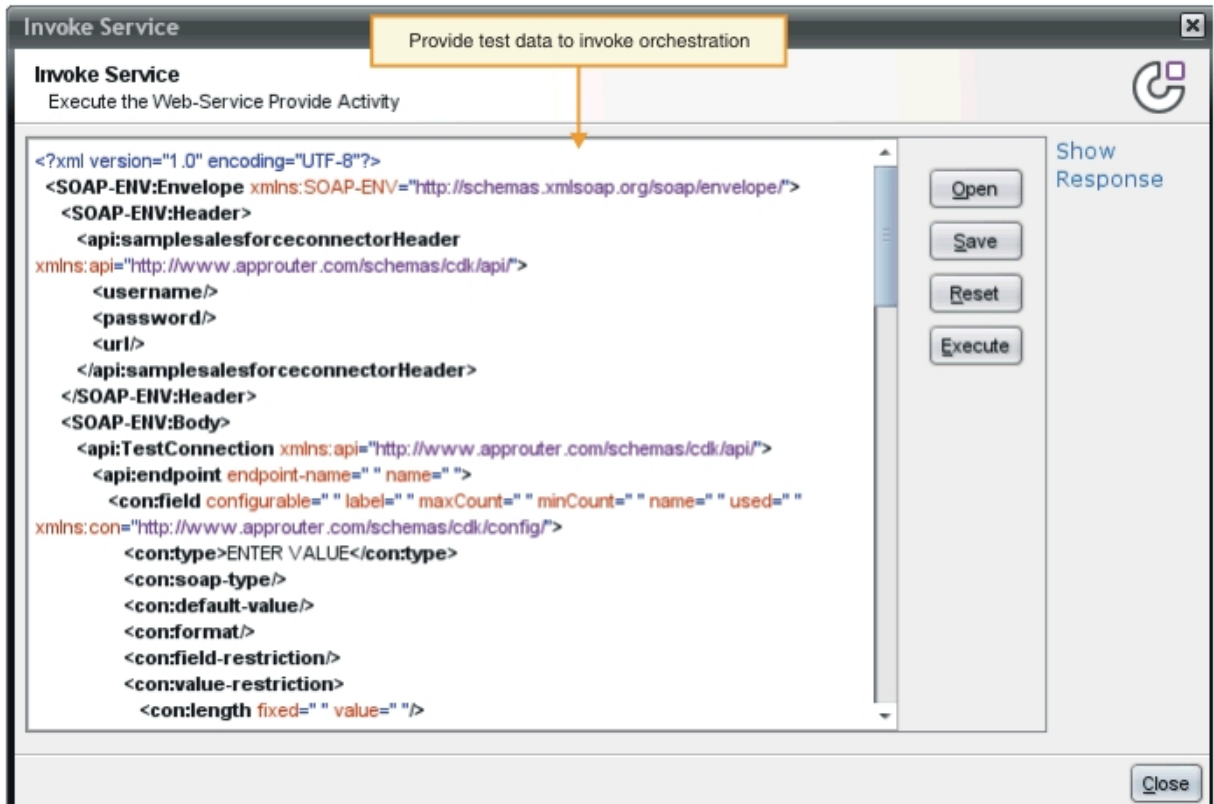 Invoke Service
Provide test data to invoke orchestration
Invoke Service
Execute the Web-Service Provide Activity
<?xml version="1.0" encoding="UTF-8"?>
<SOAP-ENV:Envelope xmlns:SOAP-ENV="http://schemas.xmlsoap.org/soap/envelope/">
<SOAP-ENV:Header>
<api:samplesalesforceconnectorHeader
xmlns:api="http://www.approuter.com/schemas/cdk/api/">
<username/>
<password/>
<url/>
</api:samplesalesforceconnectorHeader>
</SOAP-ENV:Header>
<SOAP-ENV:Body>
<api:TestConnection xmlns:api="http://www.approuter.com/schemas/cdk/api/">
<api:endpoint endpoint-name=" " name=" ">
<con:field configurable=" " label=" " maxCount=" " minCount=" " name=" " used=" "
xmlns:con="http://www.approuter.com/schemas/cdk/config/">
<con:type>ENTER VALUE</con:type>
<con:soap-type/>
<con:default-value/>
<con:format/>
<con:field-restriction/>
<con:value-restriction>
<con:length fixed=" " value=" "/>
Open
Save
Reset
Execute
Show
Response
Close